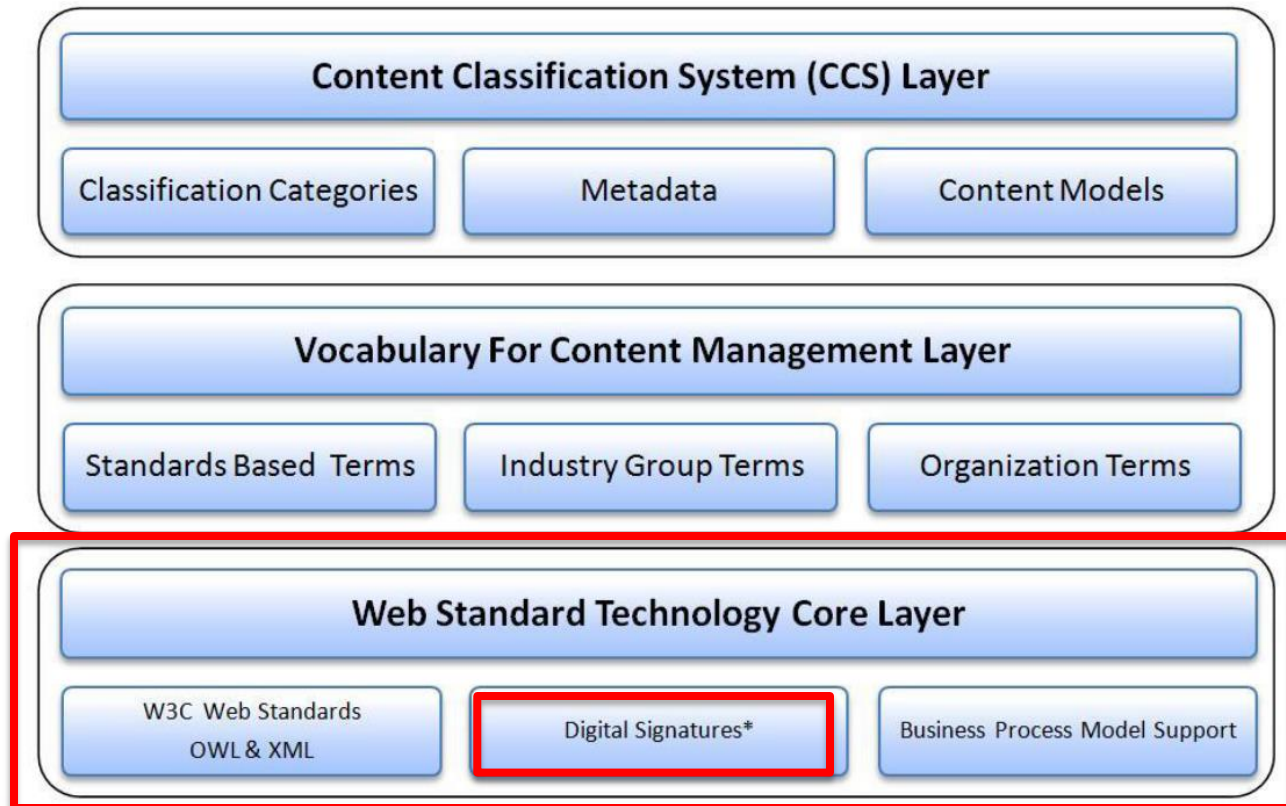 Content Classification System (CCS) Layer
Classification Categories
Metadata
Content Models
Vocabulary For Content Management Layer
Standards Based Terms
Industry Group Terms
Organization Terms
Web Standard Technology Core Layer
W3C Web Standards
OWL & XML
Digital Signatures*
Business Process Model Support